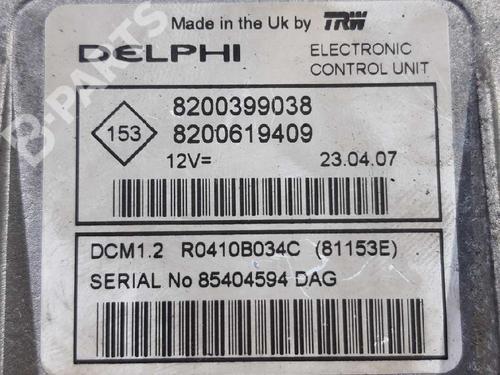 Made in the Uk by TRW
DELPHI
ELECTRONIC
CONTROL UNIT
153
8200399038
8200619409
12V=
23.04.07
DCM1.2 R0410B034C (81153E)
SERIAL No 85404594 DAG
B-PARTS